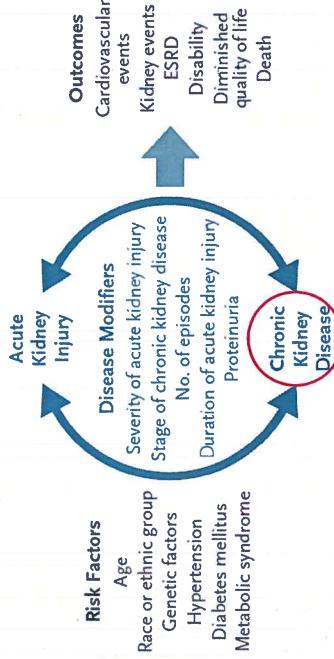 Risk Factors
Age
Race or ethnic group
Genetic factors
Hypertension
Diabetes mellitus
Metabolic syndrome
Acute
Kidney
Injury
Disease Modifiers
Severity of acute kidney injury
Stage of chronic kidney disease
No. of episodes
Duration of acute kidney injury
Proteinuria
Chronic
Kidney
Disease
Outcomes
Cardiovascular
events
Kidney events
ESRD
Disability
Diminished
quality of life
Death